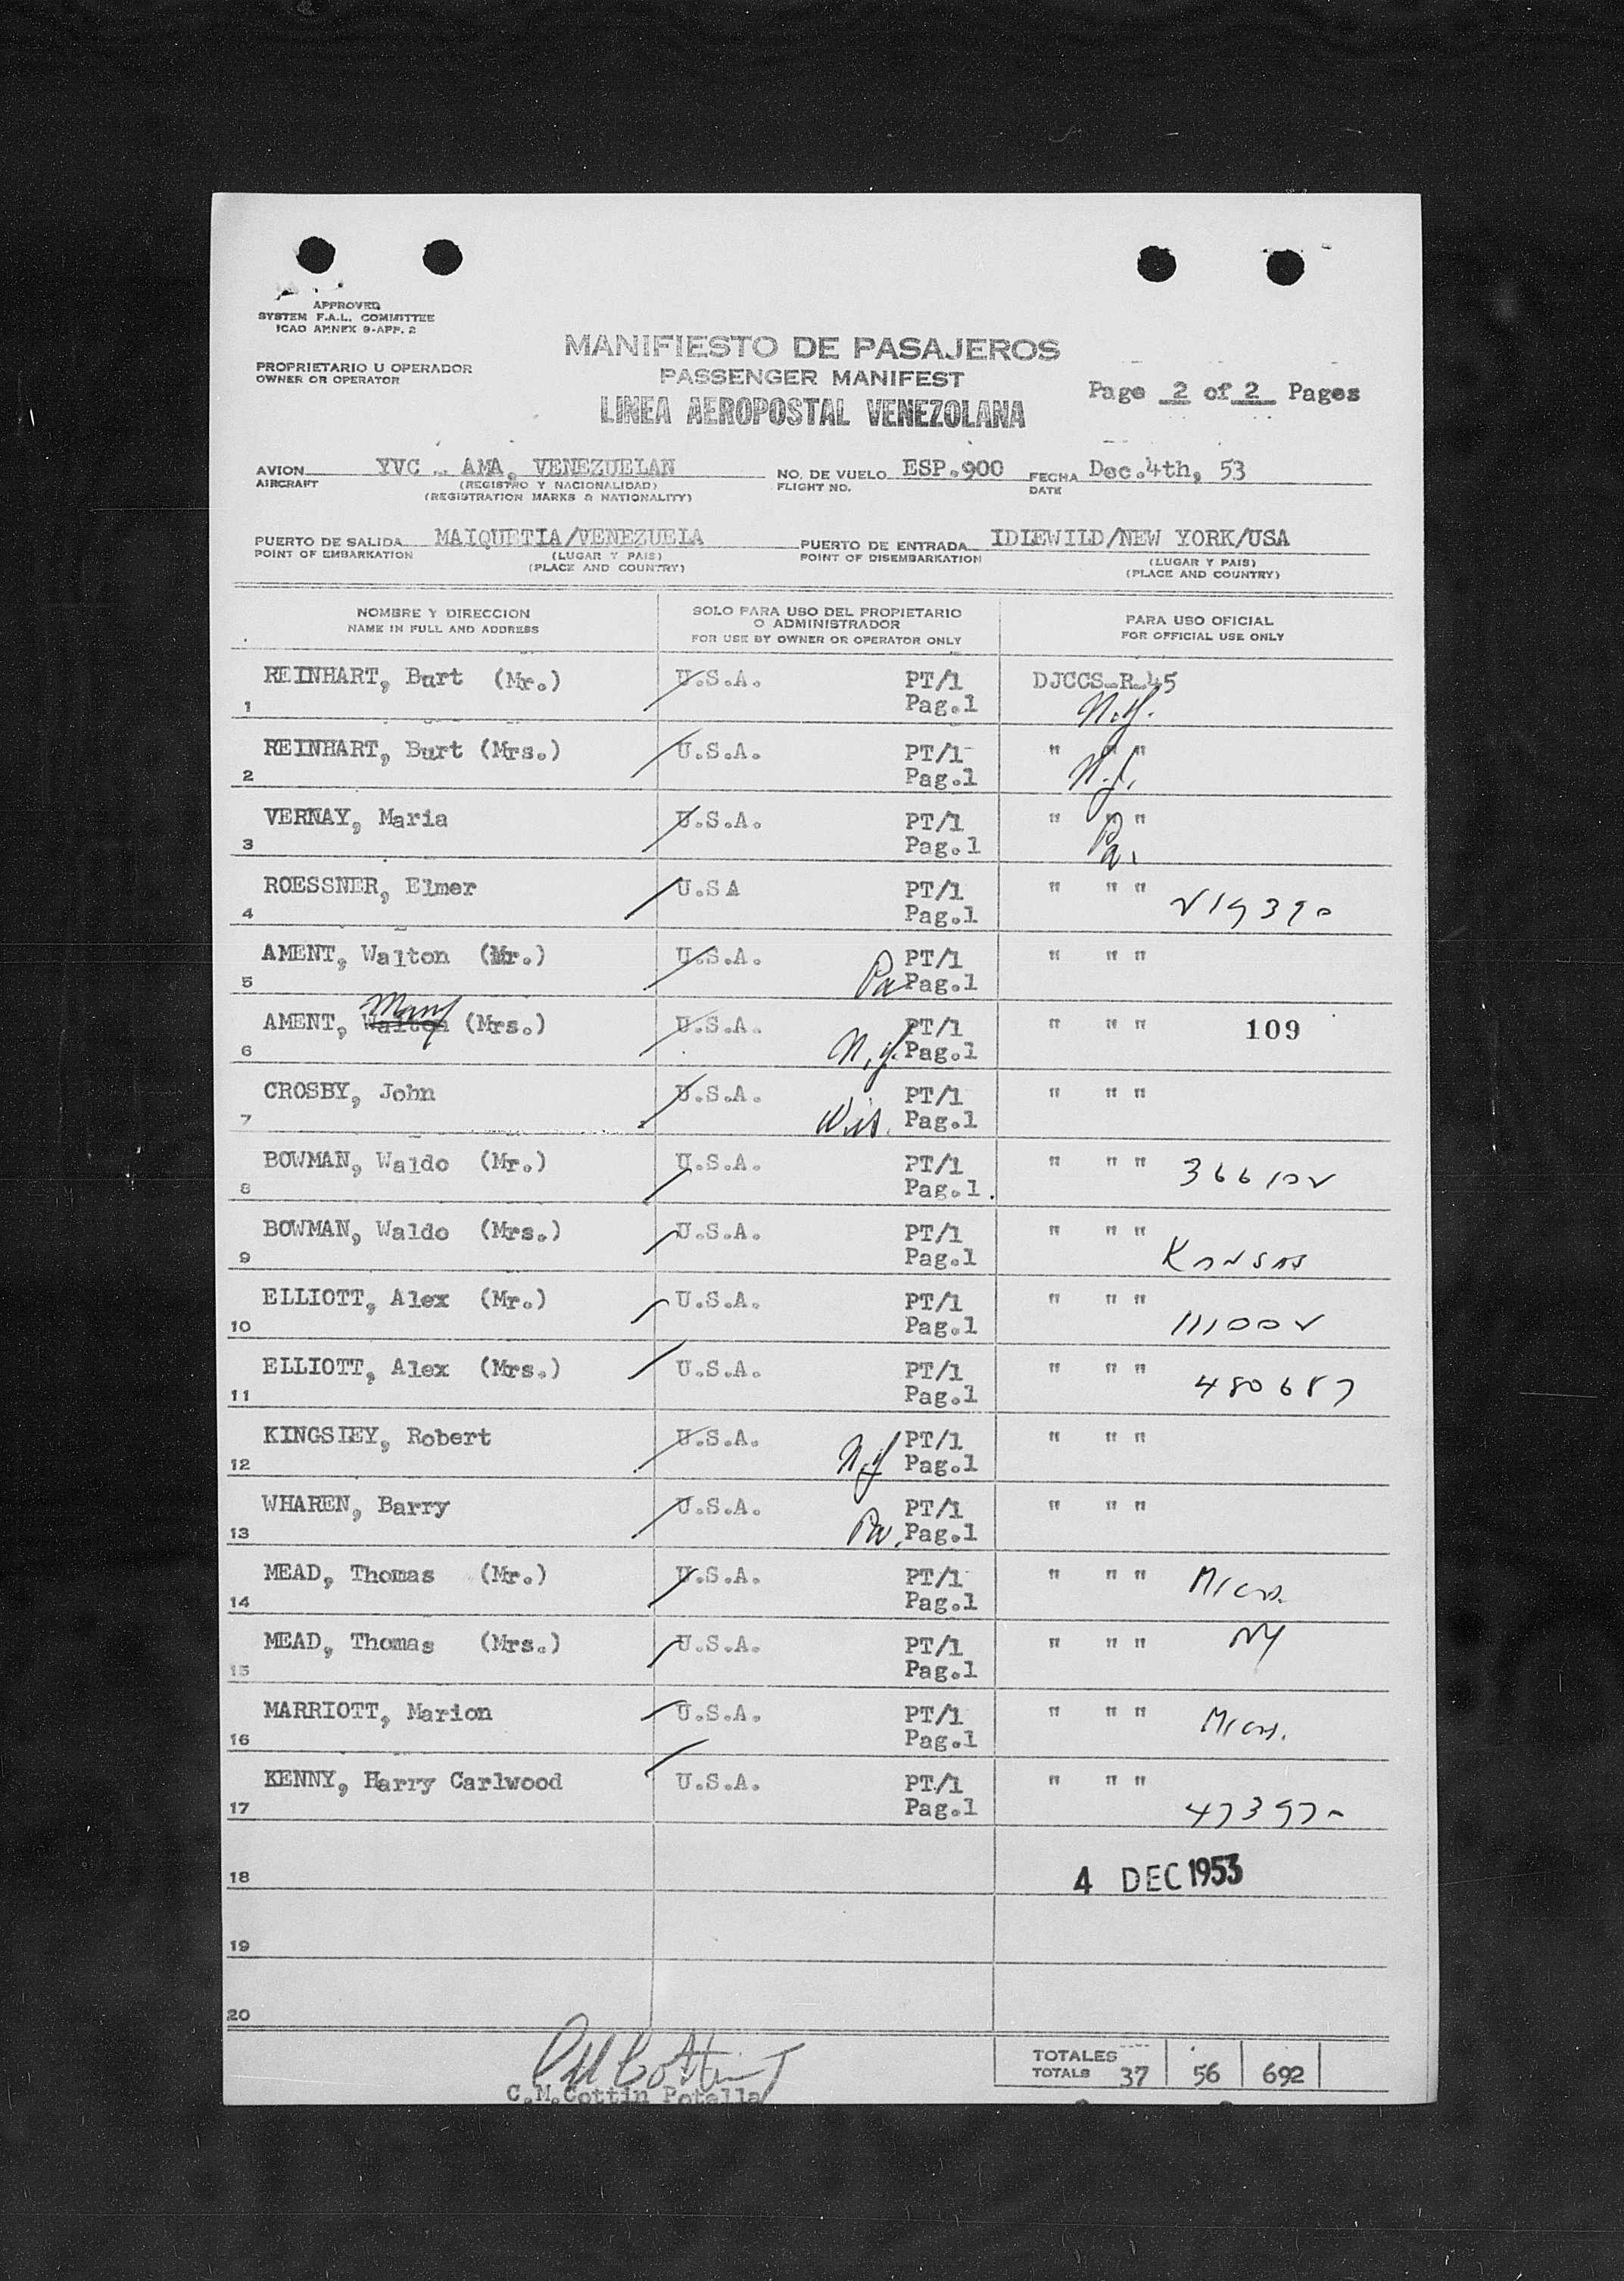 APPROVED
SYSTEM F.A.L. COMMITTEE
ICAO ANNEX 9-APP. 2
MANIFIESTO DE PASAJEROS
PROPRIETARIO U OPERADOR
OWNER OR OPERATOR
PASSENGER MANIFEST
Page 2 of 2 Pages
LINEA AEROPOSTAL VENEZOLANA
AVION YVC - AMA, VENEZUELAN NO. DE VUELO ESP.900 FECHA Dec.4th, 53
AIRCRAFT (REGISTRO Y NACIONALIDAD) FLIGHT NO. DATE
(REGISTRATION MARKS & NATIONALITY)
PUERTO DE SALIDA MAIQUETIA/VENEZUELA PUERTO DE ENTRADA IDLEWILD/NEW YORK/USA
POINT OF EMBARKATION (LUGAR Y PAIS) POINT OF DISEMBARKATION (LUGAR Y PAIS)
(PLACE AND COUNTRY) (PLACE AND COUNTRY)
NOMBRE Y DIRECCION SOLO PARA USO DEL PROPIETARIO O ADMINISTRADOR PARA USO OFICIAL
NAME IN FULL AND ADDRESS FOR USE BY OWNER OR OPERATOR ONLY FOR OFFICIAL USE ONLY
REINHART, Burt (Mr.) U.S.A. PT/1 DJCCS-R-45
1 Pag.1 N.Y.
REINHART, Burt (Mrs.) U.S.A. PT/1 " " "
2 Pag.1 N.J.
VERNAY, Maria U.S.A. PT/1 " " "
3 Pag.1 Pa.
ROESSNER, Elmer U.S A PT/1 " " "
4 Pag.1
AMENT, Walton (Mr.) U.S.A. PT/1 " " "
5 Pa Pag.1
Mary
AMENT, Walton (Mrs.) U.S.A. PT/1 " " " 109
6 N.Y. Pag.1
CROSBY, John U.S.A. PT/1 " " "
7 Wis. Pag.1
BOWMAN, Waldo (Mr.) U.S.A. PT/1 " " " 366102
8 Pag.1.
BOWMAN, Waldo (Mrs.) U.S.A. PT/1 " " "
9 Pag.1 Kansas
ELLIOTT, Alex (Mr.) U.S.A. PT/1 " " "
10 Pag.1 111002
ELLIOTT, Alex (Mrs.) U.S.A. PT/1 " " "
11 Pag.1 480687
KINGSLEY, Robert U.S.A. PT/1 " " "
12 N.Y Pag.1
WHAREN, Barry U.S.A. PT/1 " " "
13 Pa. Pag.1
MEAD, Thomas (Mr.) U.S.A. PT/1 " " " Mich.
14 Pag.1
MEAD, Thomas (Mrs.) U.S.A. PT/1 " " " NY
15 Pag.1
MARRIOTT, Marion U.S.A. PT/1 " " " Mich.
16 Pag.1
KENNY, Harry Carlwood U.S.A. PT/1 " " "
17 Pag.1
18 4 DEC 1953
19
20
TOTALES
TOTALS 37 56 692
C.M.Cottin Potella